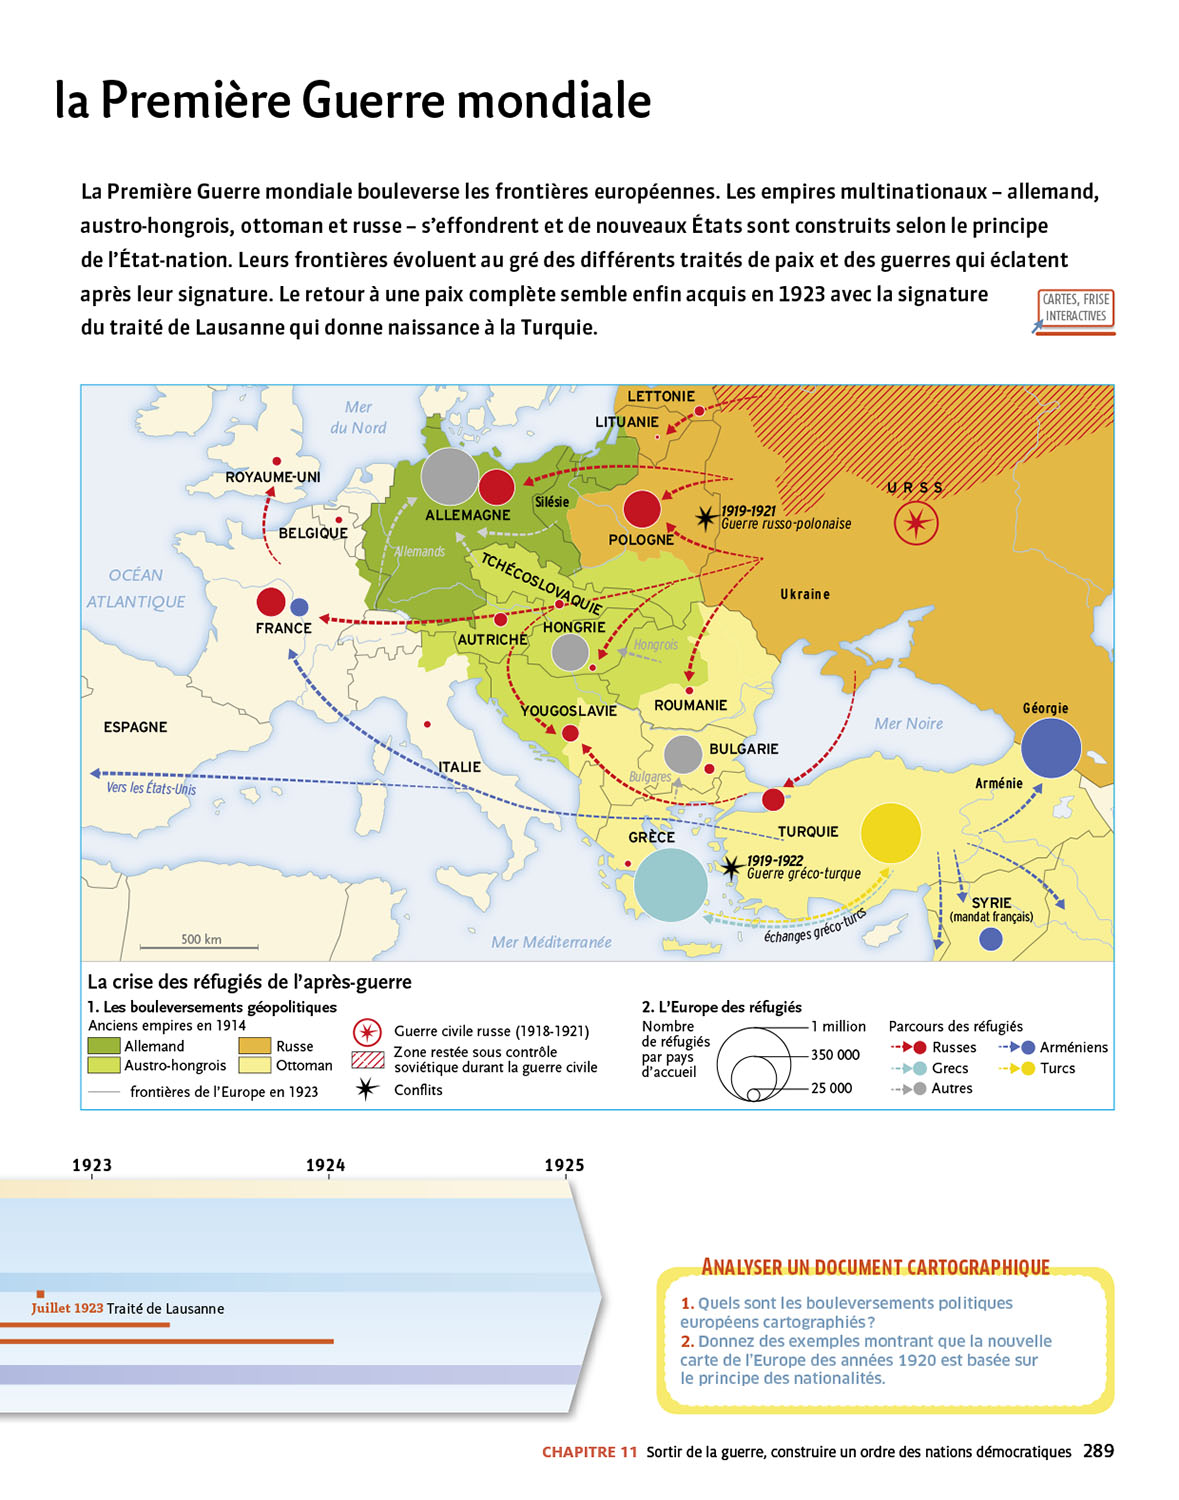 la Première Guerre mondiale
La Première Guerre mondiale bouleverse les frontières européennes. Les empires multinationaux – allemand,
austro-hongrois, ottoman et russe – s’effondrent et de nouveaux États sont construits selon le principe
de l’État-nation. Leurs frontières évoluent au gré des différents traités de paix et des guerres qui éclatent
après leur signature. Le retour à une paix complète semble enfin acquis en 1923 avec la signature
du traité de Lausanne qui donne naissance à la Turquie.
CARTES, FRISE
INTERACTIVES
LETTONIE
Mer
du Nord
LITUANIE
ROYAUME-UNI
URSS
Silésie
1919-1921
Guerre russo-polonaise
ALLEMAGNE
BELGIQUE
POLOGNE
Allemands
TCHÉCOSLOVAQUIE
OCÉAN
ATLANTIQUE
Ukraine
FRANCE
HONGRIE
AUTRICHE
Hongrois
ROUMANIE
YOUGOSLAVIE
Géorgie
Mer Noire
ESPAGNE
BULGARIE
ITALIE
Bulgares
Arménie
Vers les États-Unis
TURQUIE
GRÈCE
1919-1922
Guerre gréco-turque
SYRIE
(mandat français)
échanges gréco-turcs
500 km
Mer Méditerranée
La crise des réfugiés de l’après-guerre
1. Les bouleversements géopolitiques
Anciens empires en 1914
Allemand
Russe
Austro-hongrois
Ottoman
frontières de l’Europe en 1923
Guerre civile russe (1918-1921)
Zone restée sous contrôle
soviétique durant la guerre civile
Conflits
2. L’Europe des réfugiés
Nombre
de réfugiés
par pays
d’accueil
1 million
350 000
25 000
Parcours des réfugiés
Russes
Arméniens
Grecs
Turcs
Autres
1923
1924
1925
Juillet 1923 Traité de Lausanne
ANALYSER UN DOCUMENT CARTOGRAPHIQUE
1. Quels sont les bouleversements politiques
européens cartographiés ?
2. Donnez des exemples montrant que la nouvelle
carte de l’Europe des années 1920 est basée sur
le principe des nationalités.
CHAPITRE 11 Sortir de la guerre, construire un ordre des nations démocratiques 289